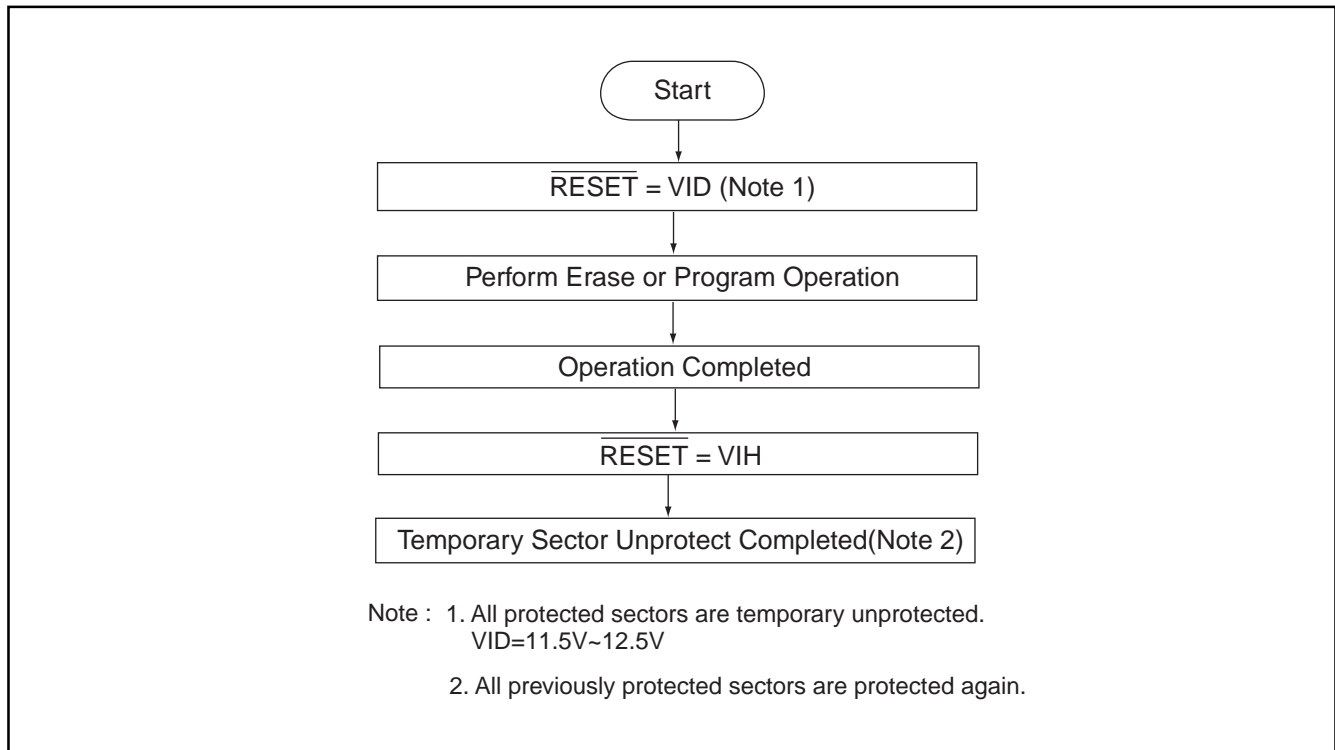 Start
RESET = VID (Note 1)
Perform Erase or Program Operation
Operation Completed
RESET = VIH
Temporary Sector Unprotect Completed(Note 2)
Note : 1. All protected sectors are temporary unprotected.
VID=11.5V~12.5V
2. All previously protected sectors are protected again.